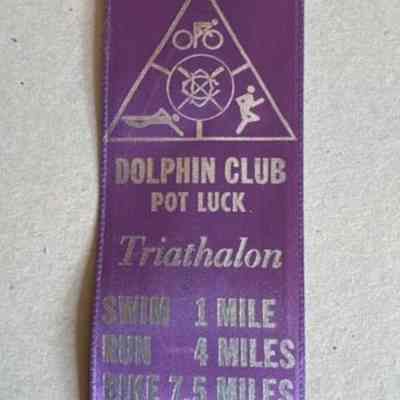 DOLPHIN CLUB
POT LUCK
Triathalon
SWIM 1 MILE
RUN 4 MILES
BIKE 7.5 MILES